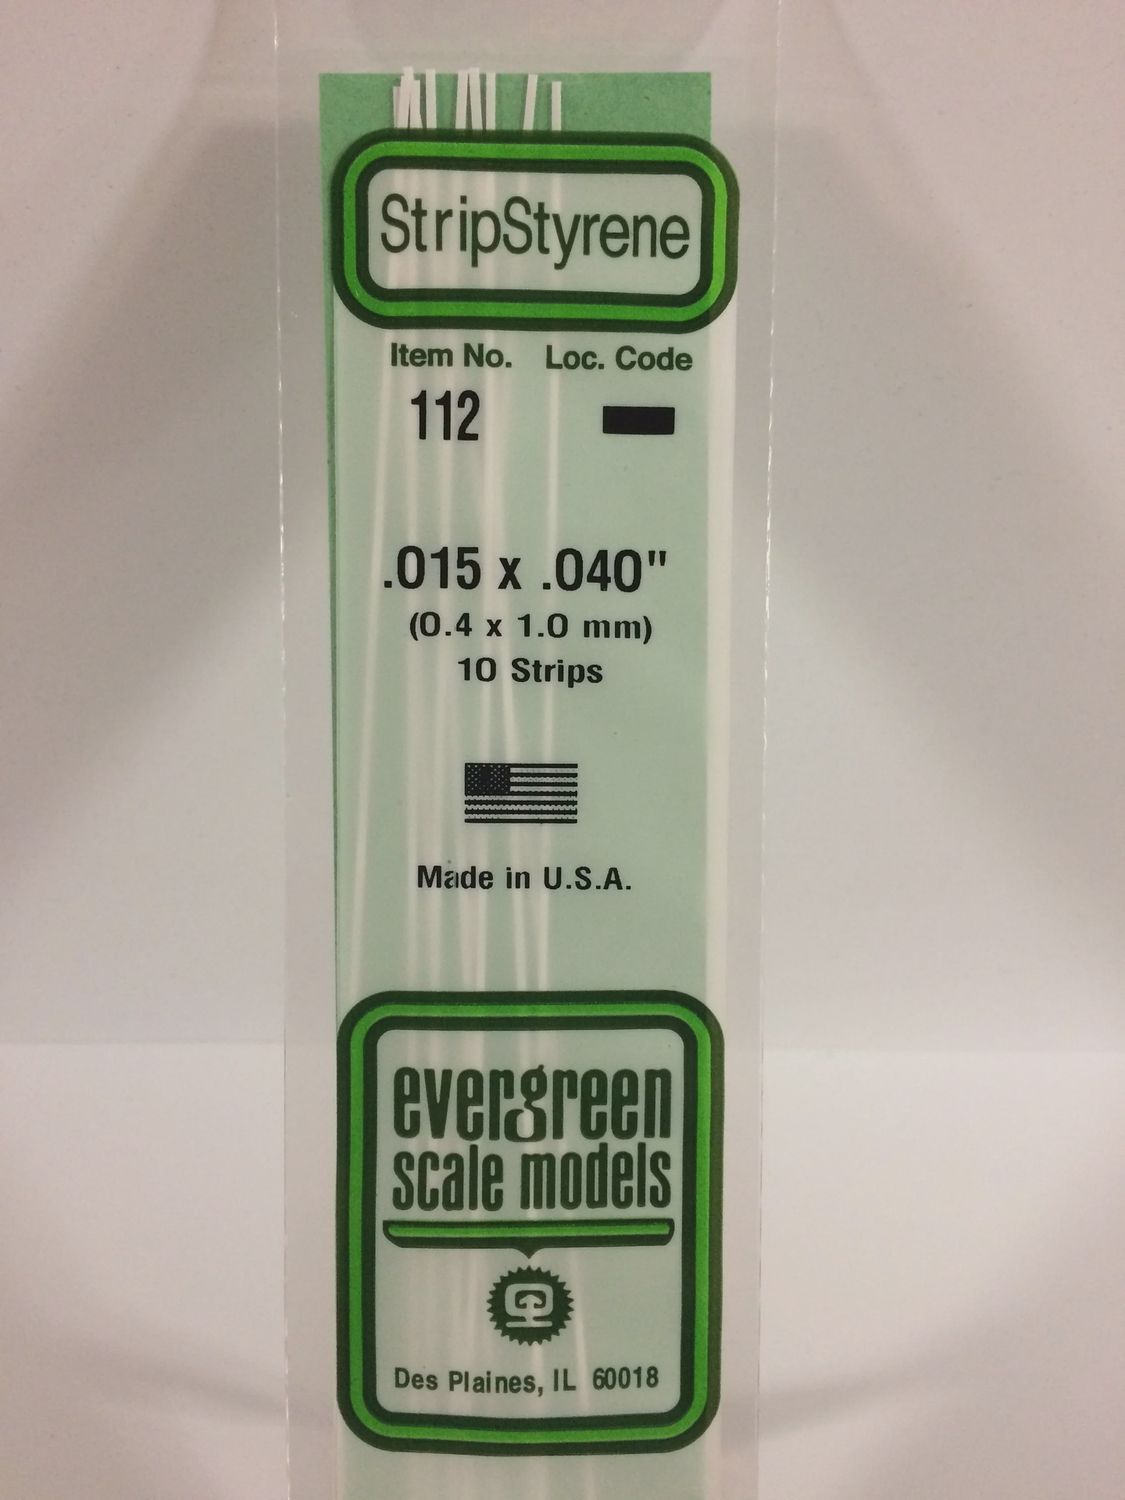 StripStyrene
Item No. Loc. Code
112
.015 x .040"
(0.4 x 1.0 mm)
10 Strips
Made in U.S.A.
evergreen
scale models
Des Plaines, IL 60018